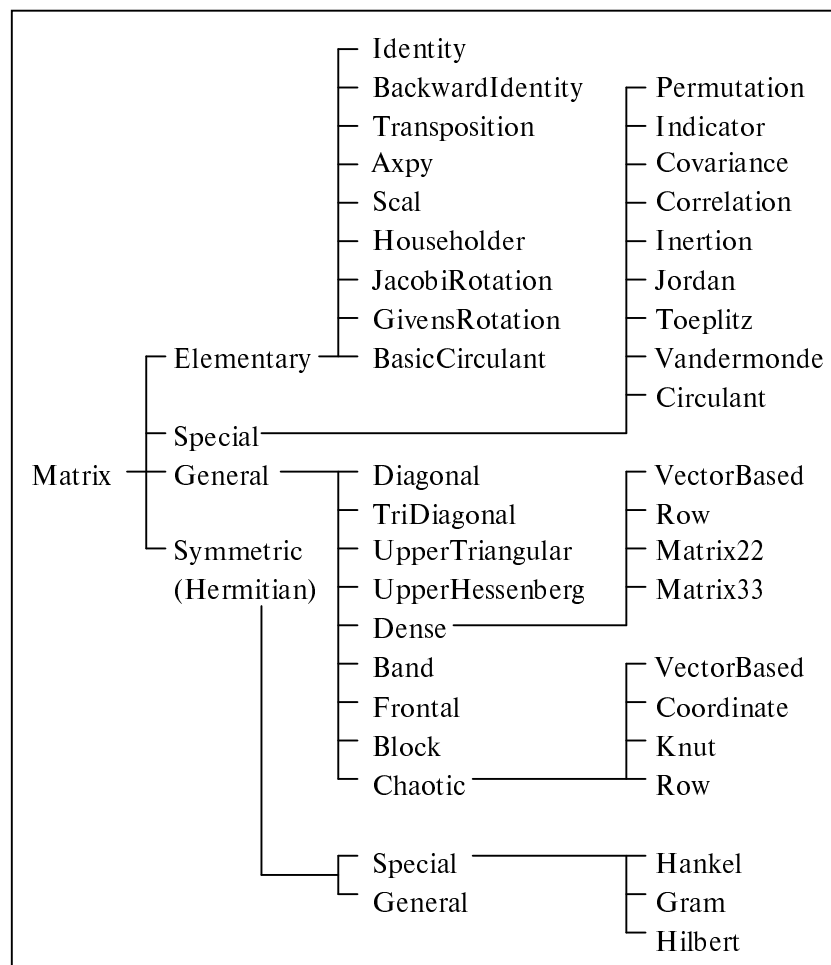 Identity
BackwardIdentity Permutation
Transposition Indicator
Axpy Covariance
Scal Correlation
Householder Inertion
JacobiRotation Jordan
GivensRotation Toeplitz
Elementary BasicCirculant Vandermonde
Circulant
Special
Matrix General Diagonal VectorBased
TriDiagonal Row
Symmetric UpperTriangular Matrix22
(Hermitian) UpperHessenberg Matrix33
Dense
Band VectorBased
Frontal Coordinate
Block Knut
Chaotic Row
Special Hankel
General Gram
Hilbert